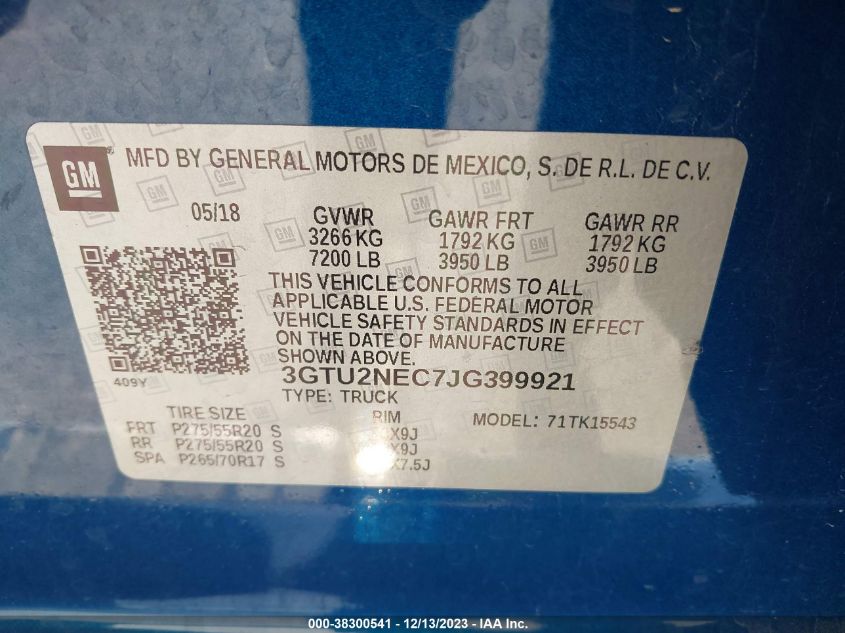 GM
MFD BY GENERAL MOTORS DE MEXICO, S. DE R.L. DE C.V.
05/18 GVWR GAWR FRT GAWR RR
3266 KG 1792 KG 1792 KG
7200 LB 3950 LB 3950 LB
THIS VEHICLE CONFORMS TO ALL
APPLICABLE U.S. FEDERAL MOTOR
VEHICLE SAFETY STANDARDS IN EFFECT
ON THE DATE OF MANUFACTURE
SHOWN ABOVE.
409Y
3GTU2NEC7JG399921
TYPE: TRUCK
TIRE SIZE RIM MODEL: 71TK15543
FRT P275/55R20 S
RR P275/55R20 S
SPA P265/70R17 S
000-38300541 - 12/13/2023 - IAA Inc.